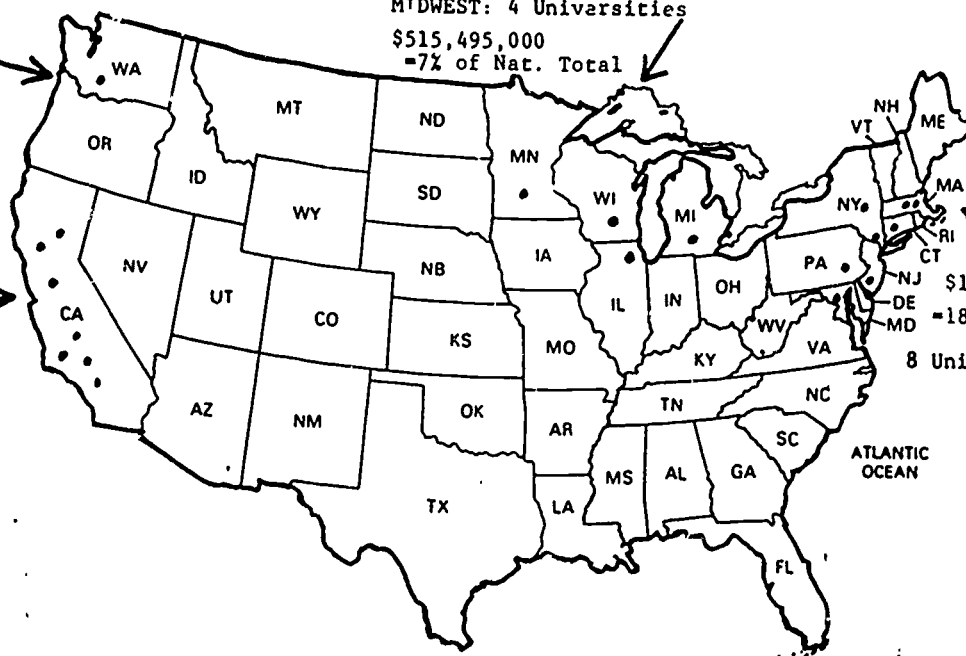 MIDWEST: 4 Universities
$515,495,000
=7% of Nat. Total
WA
MT
ND
MN
NH
VT
ME
OR
ID
SD
WI
MI
NY
MA
RI
CT
WY
IA
PA
NJ
$1
NV
NB
DE
UT
CO
IL
IN
OH
MD
=18
CA
WV
VA
8 Uni
KS
MO
KY
AZ
NM
OK
TN
NC
AR
SC
ATLANTIC
OCEAN
MS
AL
GA
TX
LA
FL